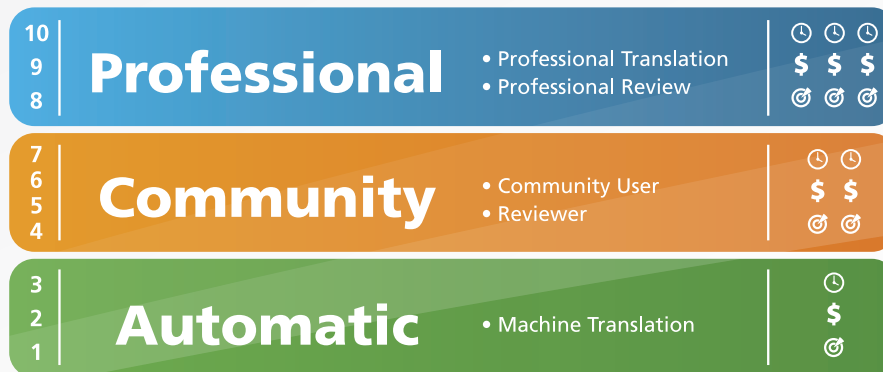 10
9
8
Professional
• Professional Translation
• Professional Review
$ $ $
7
6
5
4
Community
• Community User
• Reviewer
$ $
3
2
1
Automatic
• Machine Translation
$